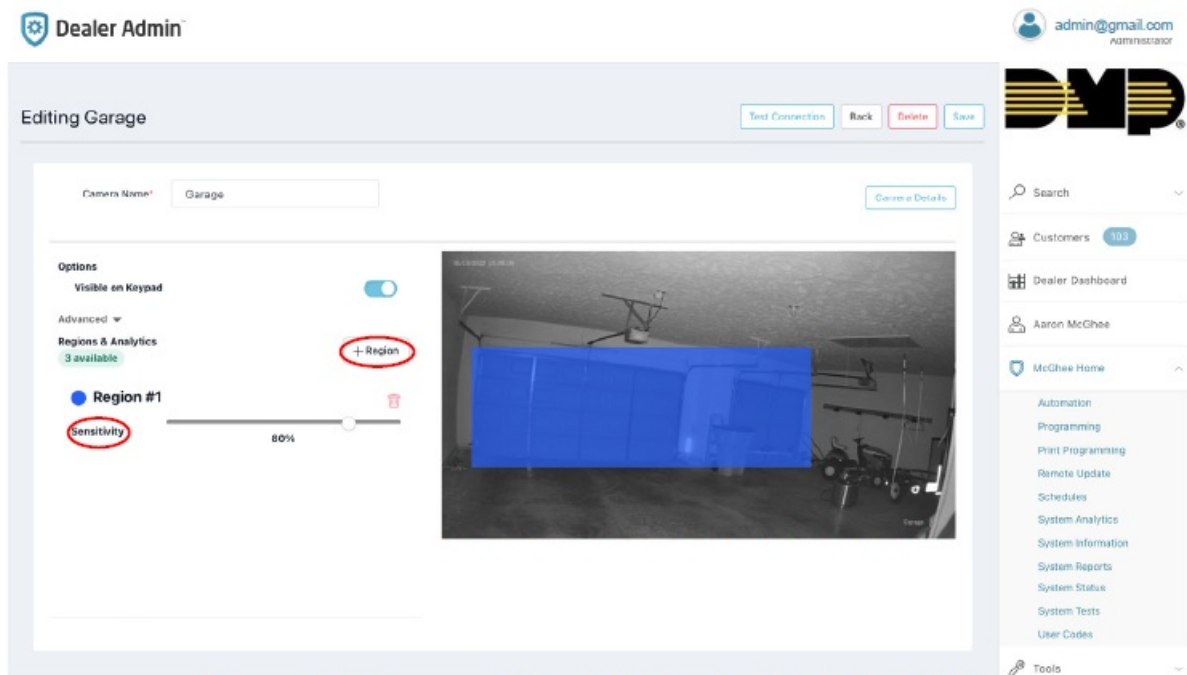 Dealer Admin
admin@gmail.com
Administrator
DMP
Editing Garage
Test Connection
Back
Delete
Save
Camera Name*
Garage
Camera Details
Options
Visible on Keypad
Advanced
Regions & Analytics
3 available
+ Region
Region #1
Sensitivity
80%
Garage
Search
Customers 103
Dealer Dashboard
Aaron McGhee
McGhee Home
Automation
Programming
Print Programming
Remote Update
Schedules
System Analytics
System Information
System Reports
System Status
System Tests
User Codes
Tools